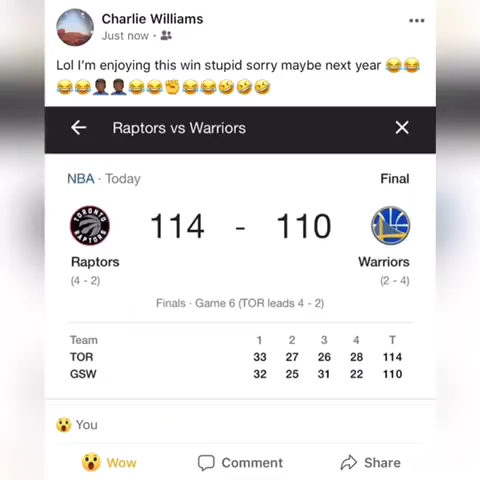 Charlie Williams
Just now ·
Lol I'm enjoying this win stupid sorry maybe next year 😂😂
😂😂🤦🏾‍♂️🤦🏾‍♂️😂😂✊😂😂🤣🤣🤣
Raptors vs Warriors
NBA · Today Final
TORONTO RAPTORS
114 - 110
Raptors Warriors
(4 - 2) (2 - 4)
Finals · Game 6 (TOR leads 4 - 2)
Team 1 2 3 4 T
TOR 33 27 26 28 114
GSW 32 25 31 22 110
😮 You
😮 Wow Comment Share